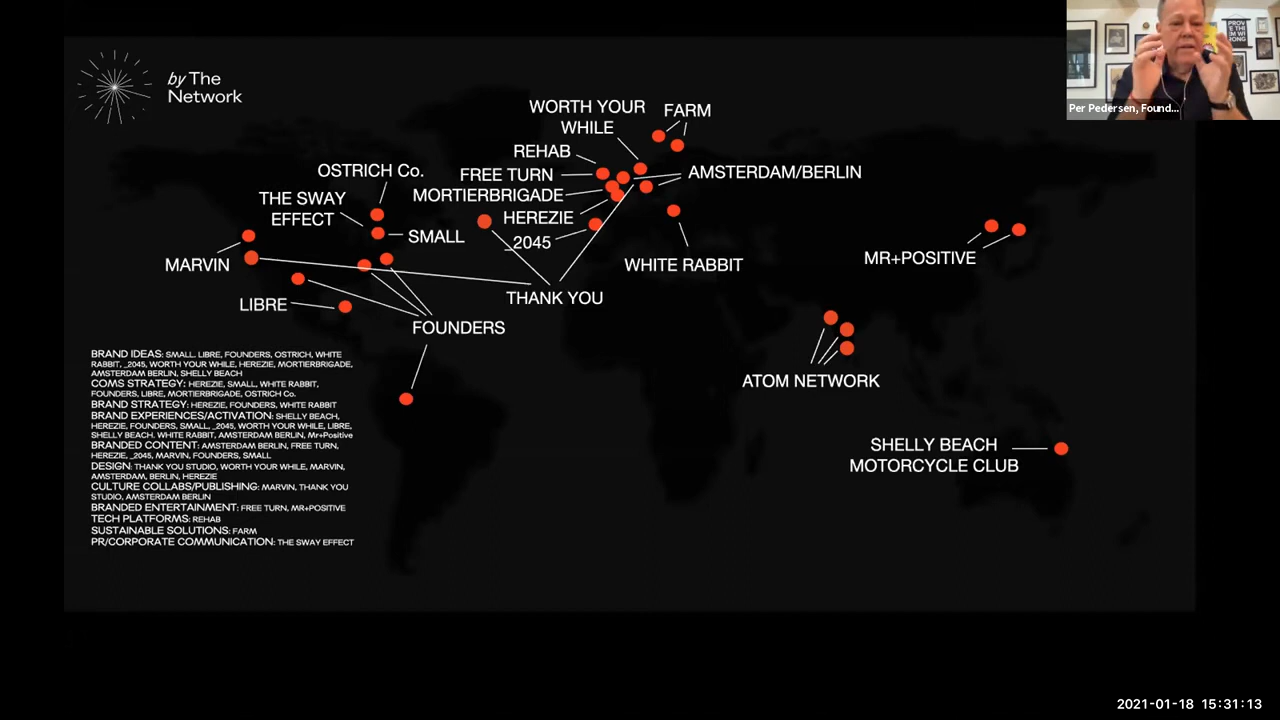 by The
Network
WORTH YOUR
WHILE
FARM
REHAB
OSTRICH Co.
FREE TURN
AMSTERDAM/BERLIN
THE SWAY
EFFECT
MORTIERBRIGADE
HEREZIE
SMALL
_2045
MARVIN
WHITE RABBIT
MR+POSITIVE
THANK YOU
LIBRE
FOUNDERS
ATOM NETWORK
SHELLY BEACH
MOTORCYCLE CLUB
BRAND IDEAS: SMALL. LIBRE, FOUNDERS, OSTRICH, WHITE
RABBIT, _2045, WORTH YOUR WHILE, HEREZIE, MORTIERBRIGADE,
AMSTERDAM BERLIN, SHELLY BEACH
COMS STRATEGY: HEREZIE, SMALL, WHITE RABBIT,
FOUNDERS, LIBRE, MORTIERBRIGADE, OSTRICH Co.
BRAND STRATEGY: HEREZIE, FOUNDERS, WHITE RABBIT
BRAND EXPERIENCES/ACTIVATION: SHELLY BEACH,
HEREZIE, FOUNDERS, SMALL, _2045, WORTH YOUR WHILE, LIBRE,
SHELLY BEACH. WHITE RABBIT, AMSTERDAM BERLIN, Mr+Positive
BRANDED CONTENT: AMSTERDAM BERLIN, FREE TURN,
HEREZIE, _2045, MARVIN, FOUNDERS, SMALL
DESIGN: THANK YOU STUDIO, WORTH YOUR WHILE, MARVIN,
AMSTERDAM, BERLIN, HEREZIE
CULTURE COLLABS/PUBLISHING: MARVIN, THANK YOU
STUDIO, AMSTERDAM BERLIN
BRANDED ENTERTAINMENT: FREE TURN, MR+POSITIVE
TECH PLATFORMS: REHAB
SUSTAINABLE SOLUTIONS: FARM
PR/CORPORATE COMMUNICATION: THE SWAY EFFECT
PROV
E THE
IM WR
ONG
Per Pedersen, Found...
2021-01-18 15:31:13